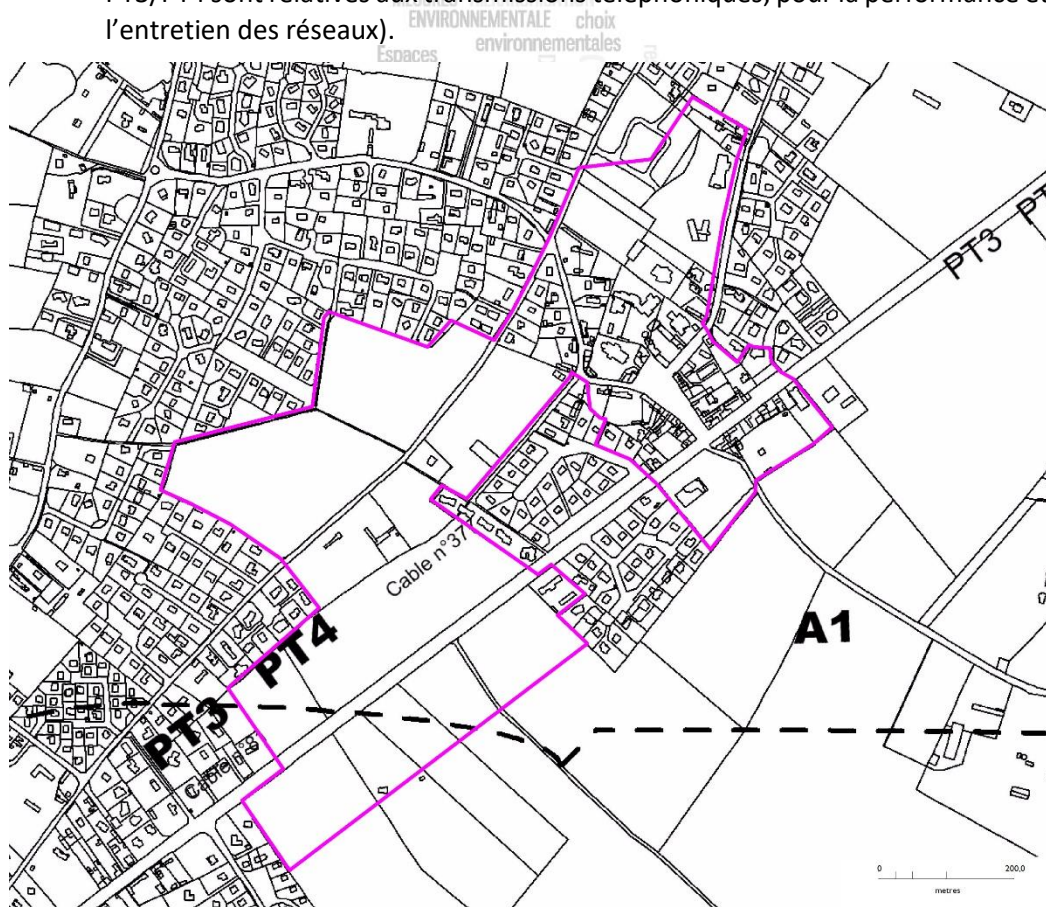 l'entretien des réseaux).
ENVIRONNEMENTALE choix
environnementales
Espaces
PT3
Cable n°37
A1
PT4
PT3
Cable
0 200,0
metres